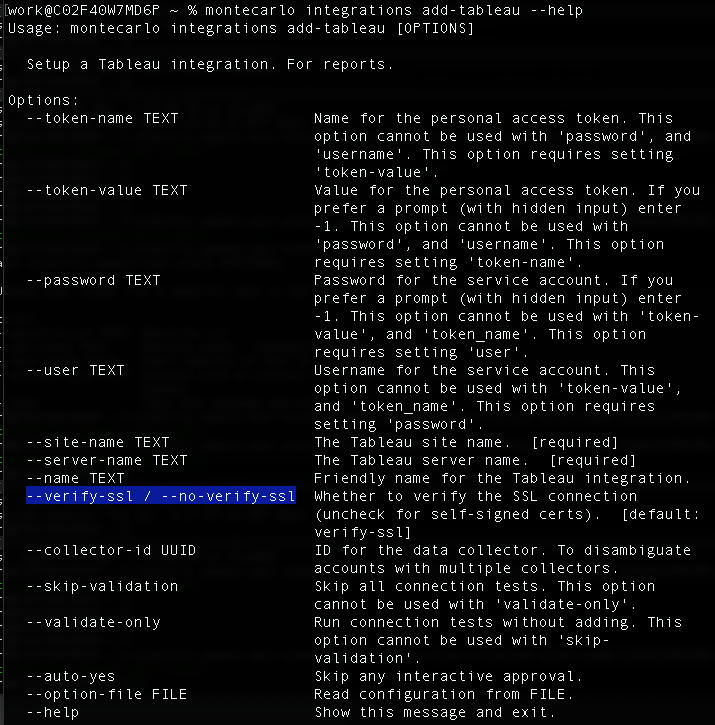 work@C02F40W7MD6P ~ % montecarlo integrations add-tableau --help
Usage: montecarlo integrations add-tableau [OPTIONS]
Setup a Tableau integration. For reports.
Options:
--token-name TEXT Name for the personal access token. This
option cannot be used with 'password', and
'username'. This option requires setting
'token-value'.
--token-value TEXT Value for the personal access token. If you
prefer a prompt (with hidden input) enter
-1. This option cannot be used with
'password', and 'username'. This option
requires setting 'token-name'.
--password TEXT Password for the service account. If you
prefer a prompt (with hidden input) enter
-1. This option cannot be used with 'token-
value', and 'token_name'. This option
requires setting 'user'.
--user TEXT Username for the service account. This
option cannot be used with 'token-value',
and 'token_name'. This option requires
setting 'password'.
--site-name TEXT The Tableau site name. [required]
--server-name TEXT The Tableau server name. [required]
--name TEXT Friendly name for the Tableau integration.
--verify-ssl / --no-verify-ssl Whether to verify the SSL connection
(uncheck for self-signed certs). [default:
verify-ssl]
--collector-id UUID ID for the data collector. To disambiguate
accounts with multiple collectors.
--skip-validation Skip all connection tests. This option
cannot be used with 'validate-only'.
--validate-only Run connection tests without adding. This
option cannot be used with 'skip-
validation'.
--auto-yes Skip any interactive approval.
--option-file FILE Read configuration from FILE.
--help Show this message and exit.